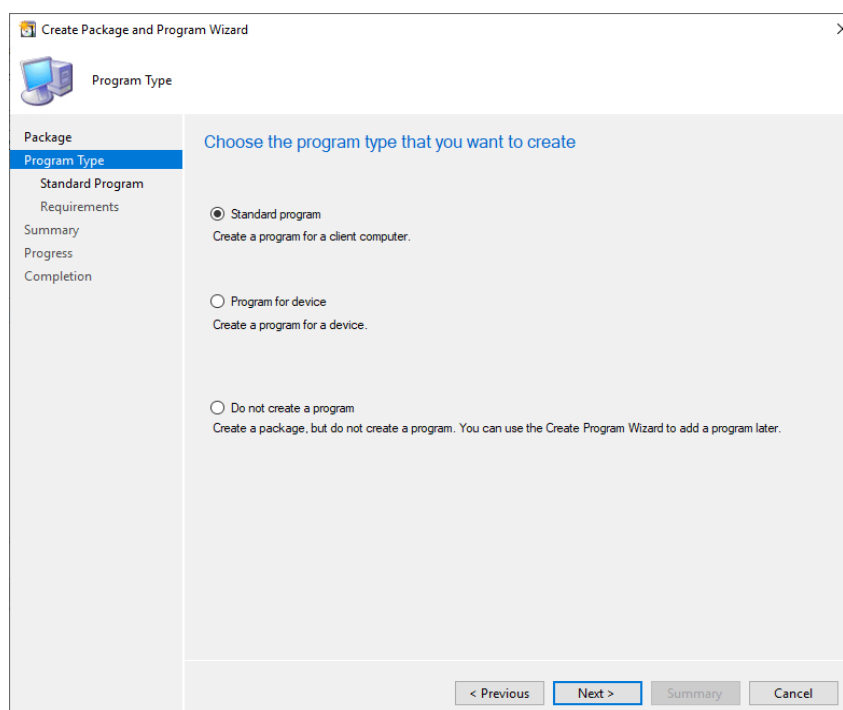 Create Package and Program Wizard
Program Type
Package
Program Type
Standard Program
Requirements
Summary
Progress
Completion
Choose the program type that you want to create
Standard program
Create a program for a client computer.
Program for device
Create a program for a device.
Do not create a program
Create a package, but do not create a program. You can use the Create Program Wizard to add a program later.
< Previous
Next >
Summary
Cancel